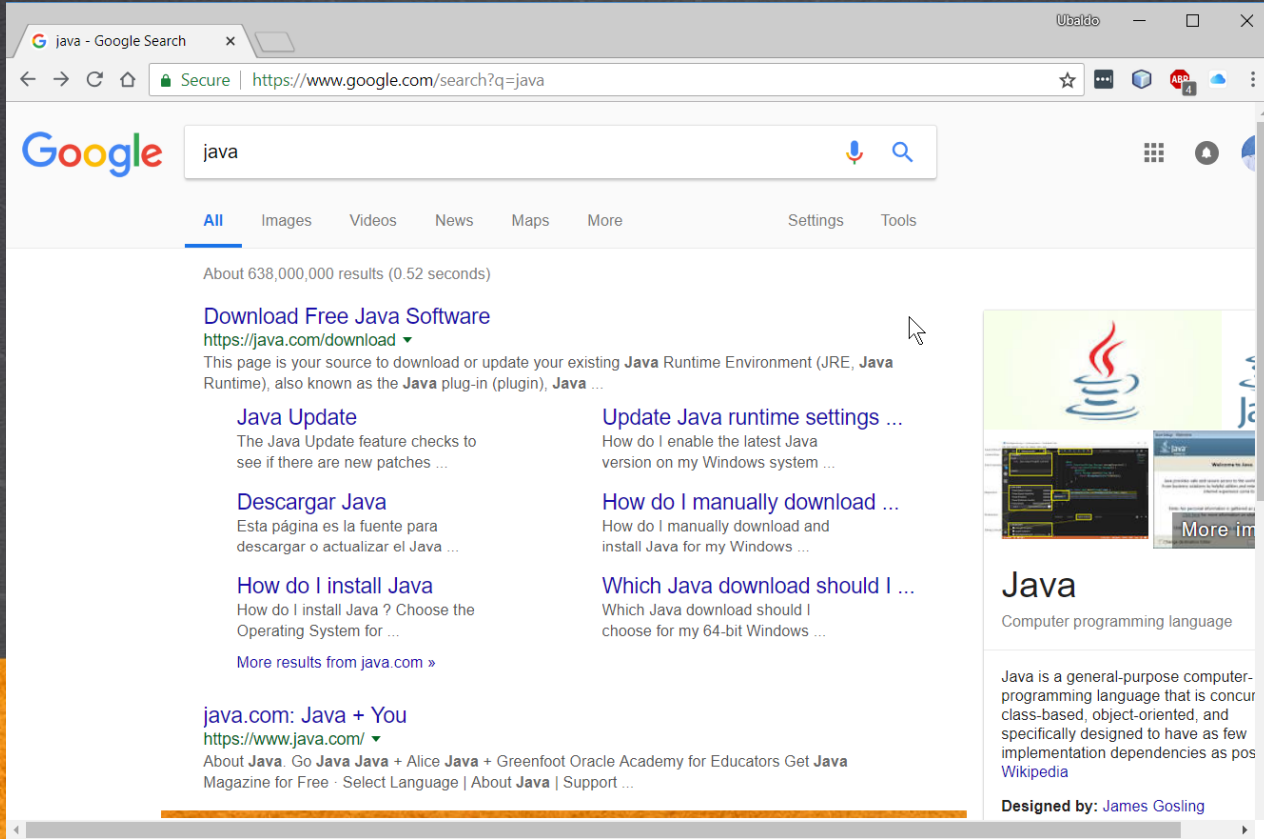 Ubaldo
java - Google Search
Secure https://www.google.com/search?q=java
ABP
4
Google
java
All Images Videos News Maps More Settings Tools
About 638,000,000 results (0.52 seconds)
Download Free Java Software
https://java.com/download
This page is your source to download or update your existing Java Runtime Environment (JRE, Java
Runtime), also known as the Java plug-in (plugin), Java ...
Java Update
The Java Update feature checks to
see if there are new patches ...
Update Java runtime settings ...
How do I enable the latest Java
version on my Windows system ...
Descargar Java
Esta página es la fuente para
descargar o actualizar el Java ...
How do I manually download ...
How do I manually download and
install Java for my Windows ...
How do I install Java
How do I install Java ? Choose the
Operating System for ...
Which Java download should I ...
Which Java download should I
choose for my 64-bit Windows ...
More results from java.com »
java.com: Java + You
https://www.java.com/
About Java. Go Java Java + Alice Java + Greenfoot Oracle Academy for Educators Get Java
Magazine for Free · Select Language | About Java | Support ...
Java
Welcome to Java
More im
Java
Computer programming language
Java is a general-purpose computer-
programming language that is concur
class-based, object-oriented, and
specifically designed to have as few
implementation dependencies as pos
Wikipedia
Designed by: James Gosling